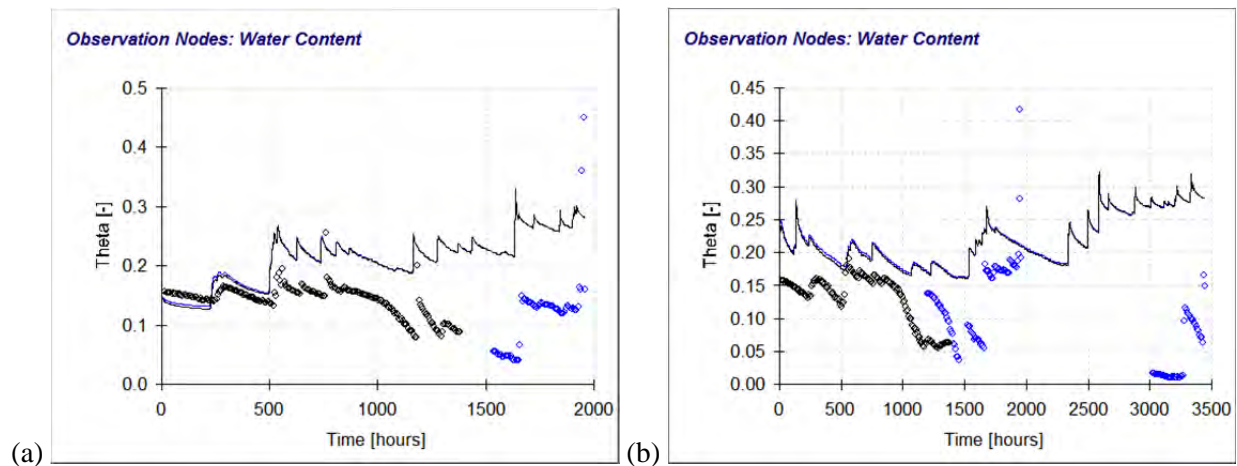 Observation Nodes: Water Content
0.5
0.4
0.3
0.2
0.1
0.0
Theta [-]
0 500 1000 1500 2000
Time [hours]
(a)
Observation Nodes: Water Content
0.45
0.40
0.35
0.30
0.25
0.20
0.15
0.10
0.05
0.00
Theta [-]
0 500 1000 1500 2000 2500 3000 3500
Time [hours]
(b)